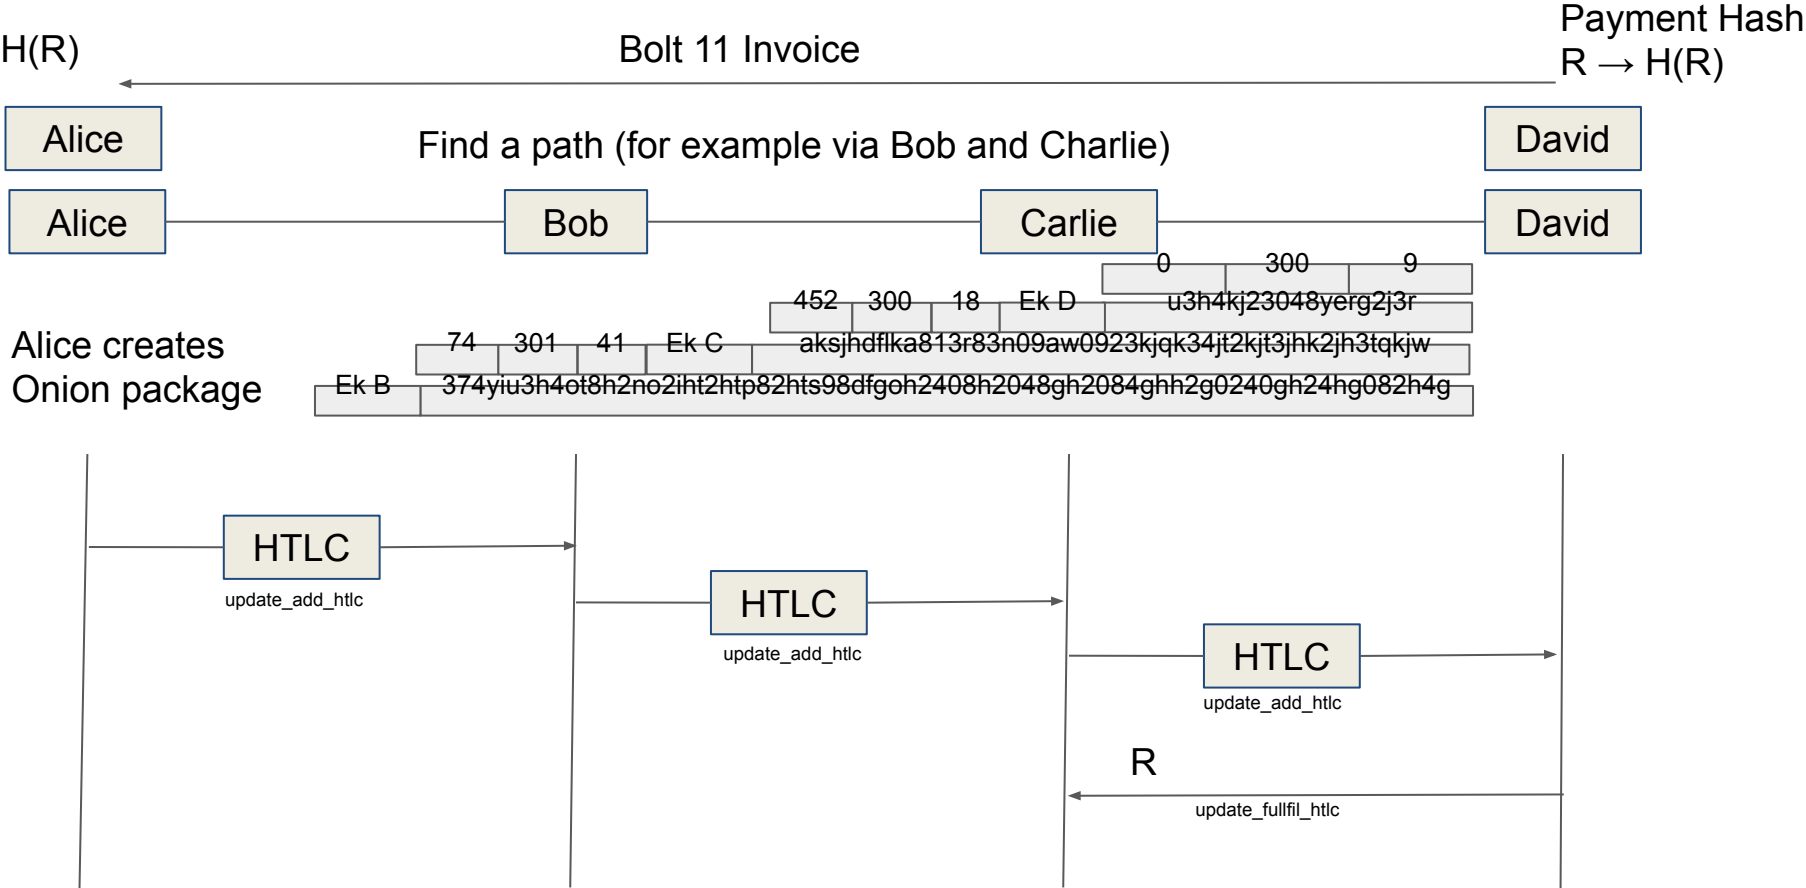 Payment Hash
H(R) Bolt 11 Invoice R → H(R)
Alice Find a path (for example via Bob and Charlie) David
Alice Bob Carlie David
0 300 9
452 300 18 Ek D u3h4kj23048yerg2j3r
74 301 41 Ek C aksjhdflka813r83n09aw0923kjqk34jt2kjt3jhk2jh3tqkjw
Alice creates
Onion package
Ek B 374yiu3h4ot8h2no2iht2htp82hts98dfgoh2408h2048gh2084ghh2g0240gh24hg082h4g
HTLC
update_add_htlc
HTLC
update_add_htlc
HTLC
update_add_htlc
R
update_fullfil_htlc